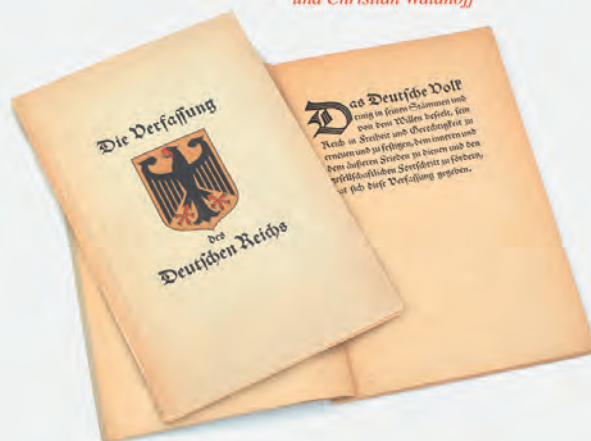 und Christian Waldhoff
Die Verfassung
des
Deutschen Reichs
Das Deutsche Volk
einig in seinen Stämmen und
von dem Willen beseelt, sein
Reich in Freiheit und Gerechtigkeit zu
erneuen und zu festigen, dem inneren und
dem äußeren Frieden zu dienen und den
gesellschaftlichen Fortschritt zu fördern,
hat sich diese Verfassung gegeben.